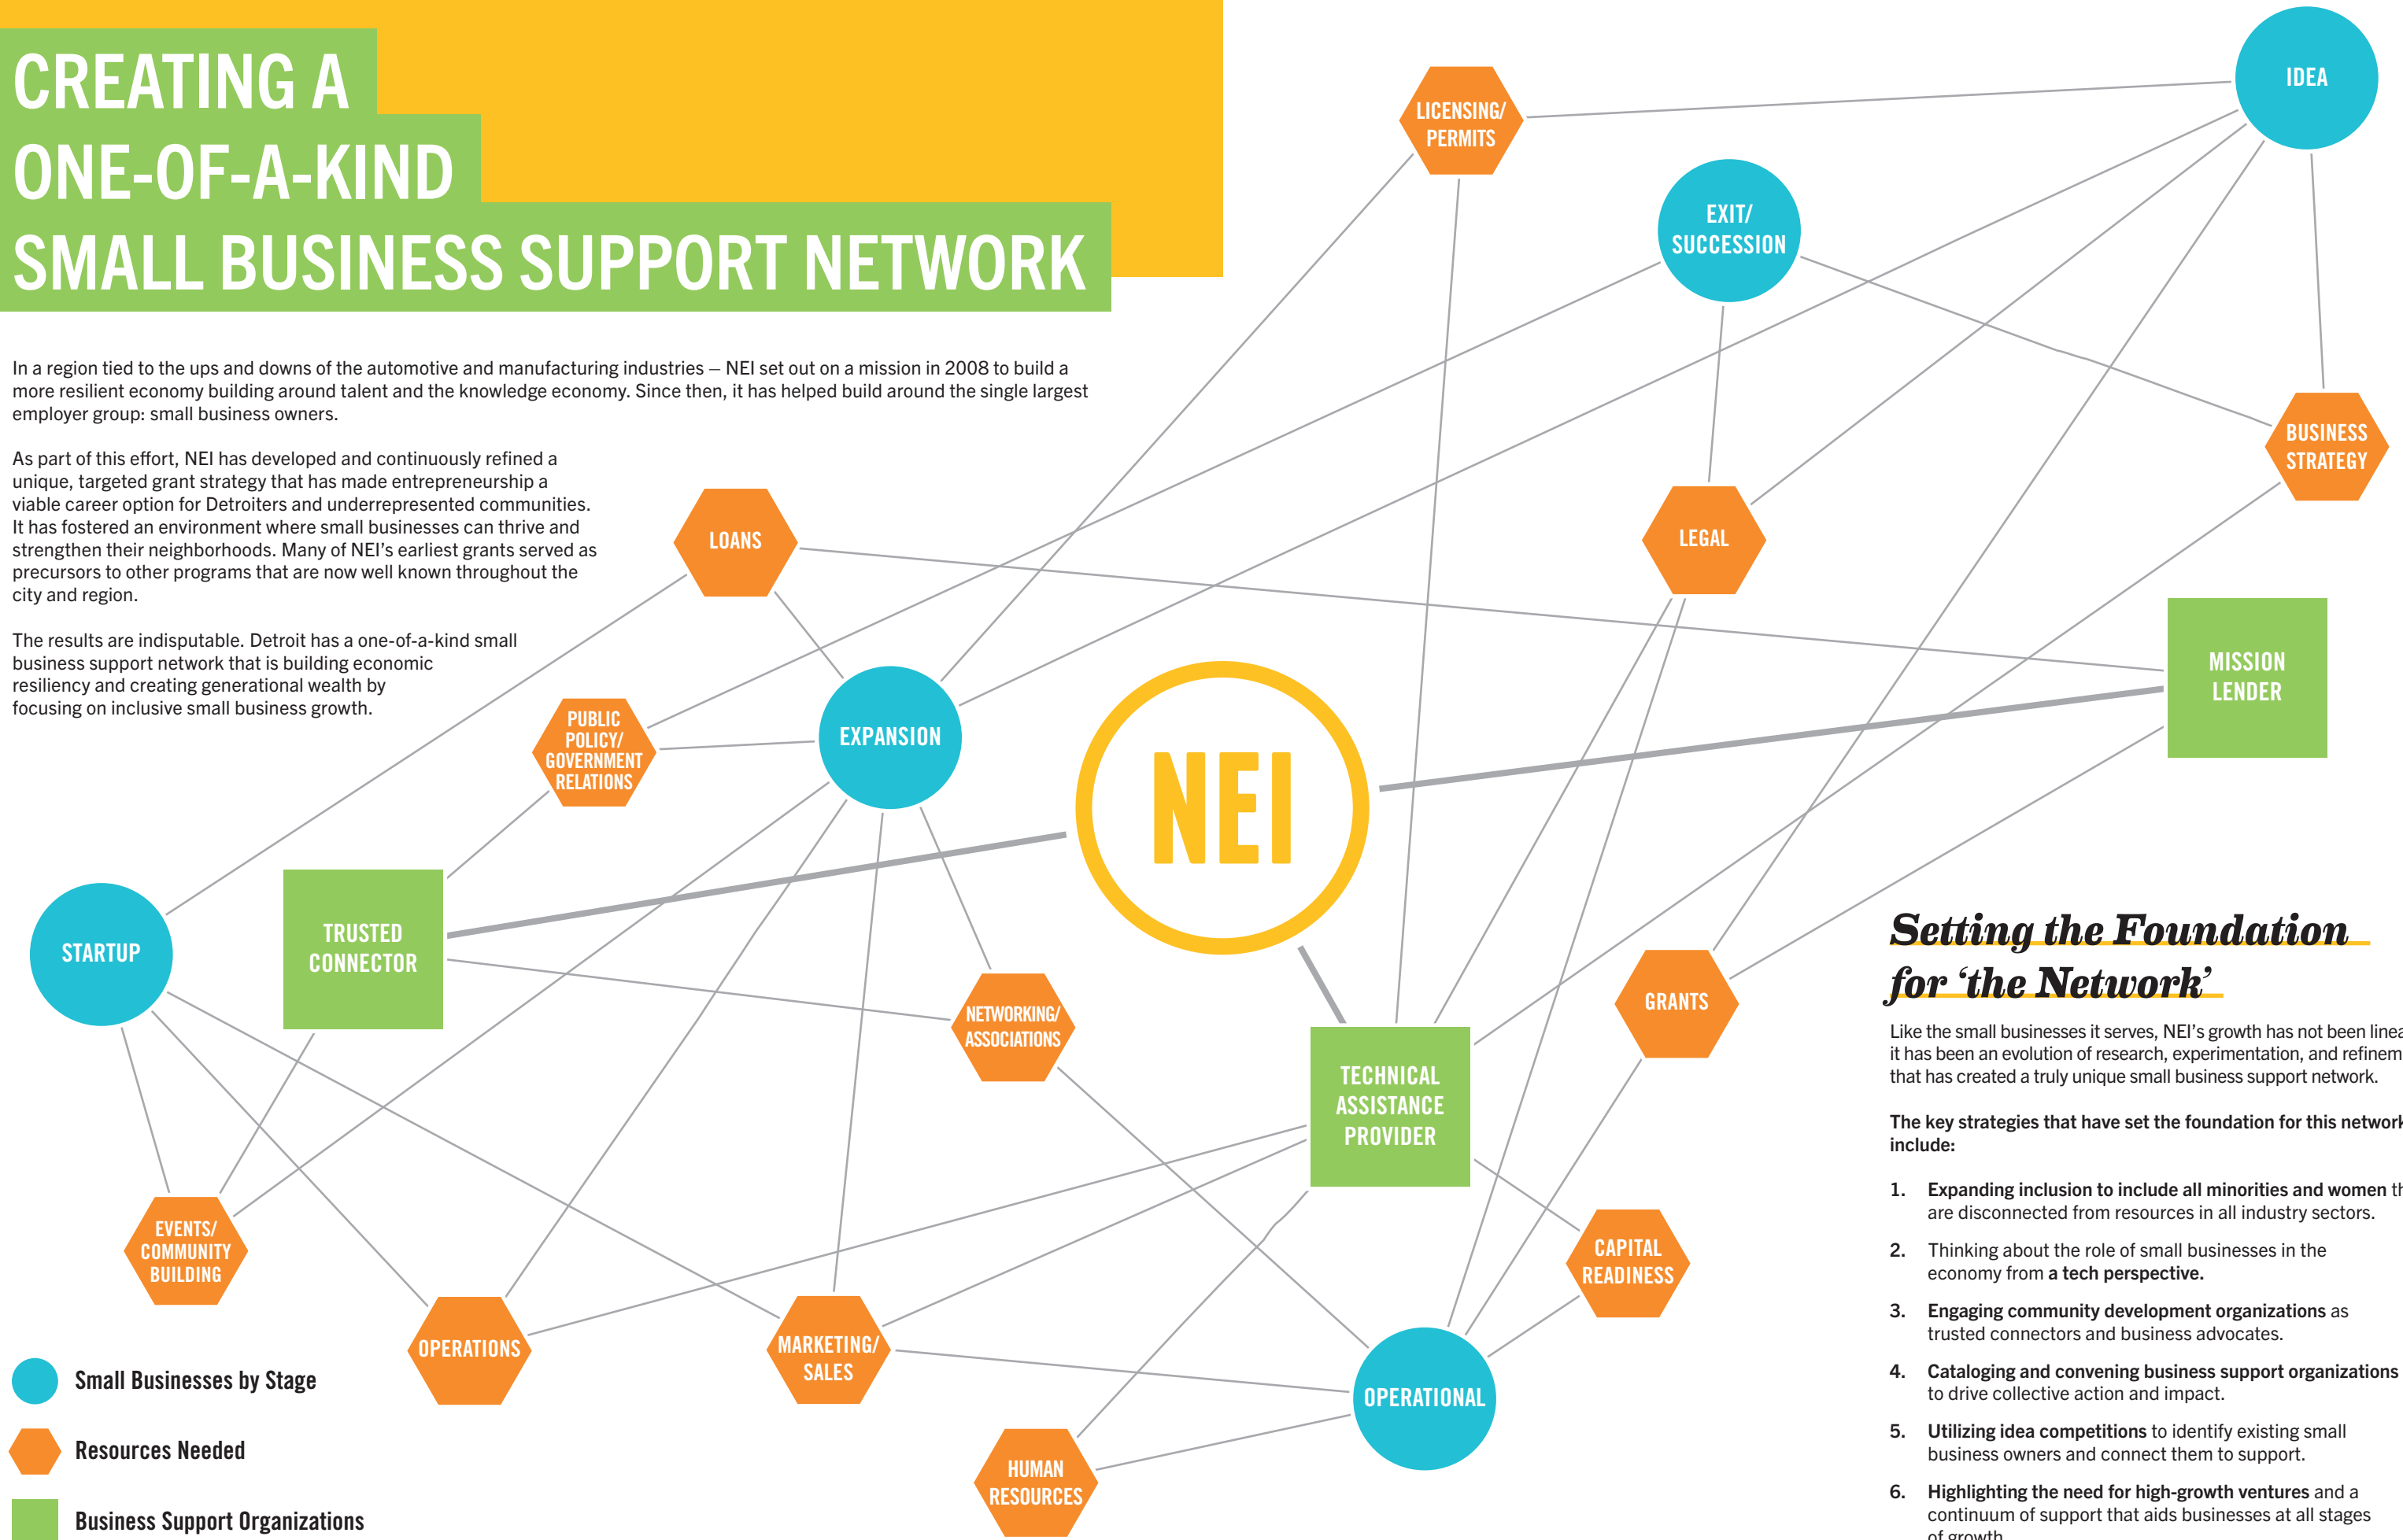 CREATING A
ONE-OF-A-KIND
SMALL BUSINESS SUPPORT NETWORK
In a region tied to the ups and downs of the automotive and manufacturing industries – NEI set out on a mission in 2008 to build a
more resilient economy building around talent and the knowledge economy. Since then, it has helped build around the single largest
employer group: small business owners.
As part of this effort, NEI has developed and continuously refined a
unique, targeted grant strategy that has made entrepreneurship a
viable career option for Detroiters and underrepresented communities.
It has fostered an environment where small businesses can thrive and
strengthen their neighborhoods. Many of NEI’s earliest grants served as
precursors to other programs that are now well known throughout the
city and region.
The results are indisputable. Detroit has a one-of-a-kind small
business support network that is building economic
resiliency and creating generational wealth by
focusing on inclusive small business growth.
IDEA
LICENSING/
PERMITS
EXIT/
SUCCESSION
BUSINESS
STRATEGY
LOANS
LEGAL
MISSION
LENDER
PUBLIC
POLICY/
GOVERNMENT
RELATIONS
EXPANSION
NEI
STARTUP
TRUSTED
CONNECTOR
NETWORKING/
ASSOCIATIONS
GRANTS
TECHNICAL
ASSISTANCE
PROVIDER
EVENTS/
COMMUNITY
BUILDING
CAPITAL
READINESS
OPERATIONS
MARKETING/
SALES
OPERATIONAL
HUMAN
RESOURCES
Small Businesses by Stage
Resources Needed
Business Support Organizations
Setting the Foundation
for ‘the Network’
Like the small businesses it serves, NEI’s growth has not been
it has been an evolution of research, experimentation, and
that has created a truly unique small business support network.
The key strategies that have set the foundation for this network
include:
1. Expanding inclusion to include all minorities and women
are disconnected from resources in all industry sectors.
2. Thinking about the role of small businesses in the
economy from a tech perspective.
3. Engaging community development organizations as
trusted connectors and business advocates.
4. Cataloging and convening business support organizations
to drive collective action and impact.
5. Utilizing idea competitions to identify existing small
business owners and connect them to support.
6. Highlighting the need for high-growth ventures and a
continuum of support that aids businesses at all stages
of growth